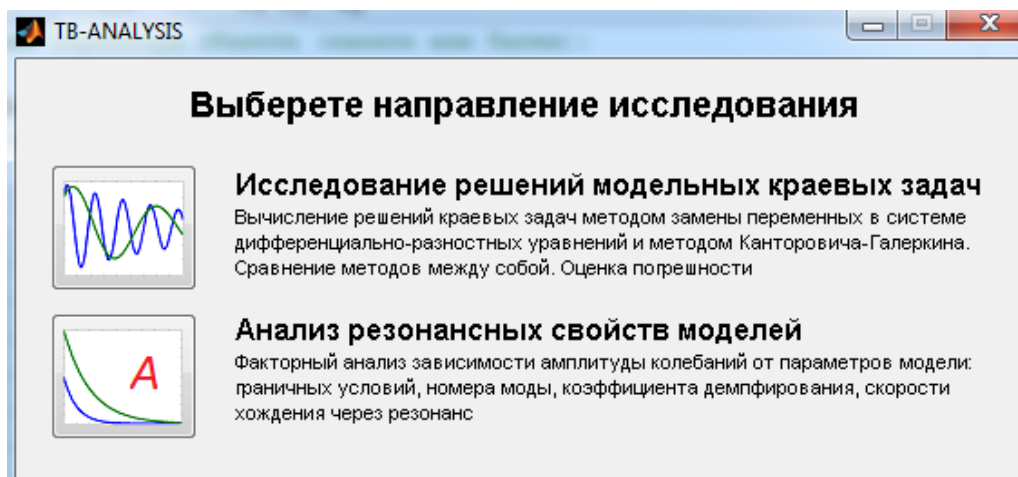 TB-ANALYSIS
Выберете направление исследования
Исследование решений модельных краевых задач
Вычисление решений краевых задач методом замены переменных в системе
дифференциально-разностных уравнений и методом Канторовича-Галеркина.
Сравнение методов между собой. Оценка погрешности
A
Анализ резонансных свойств моделей
Факторный анализ зависимости амплитуды колебаний от параметров модели:
граничных условий, номера моды, коэффициента демпфирования, скорости
хождения через резонанс